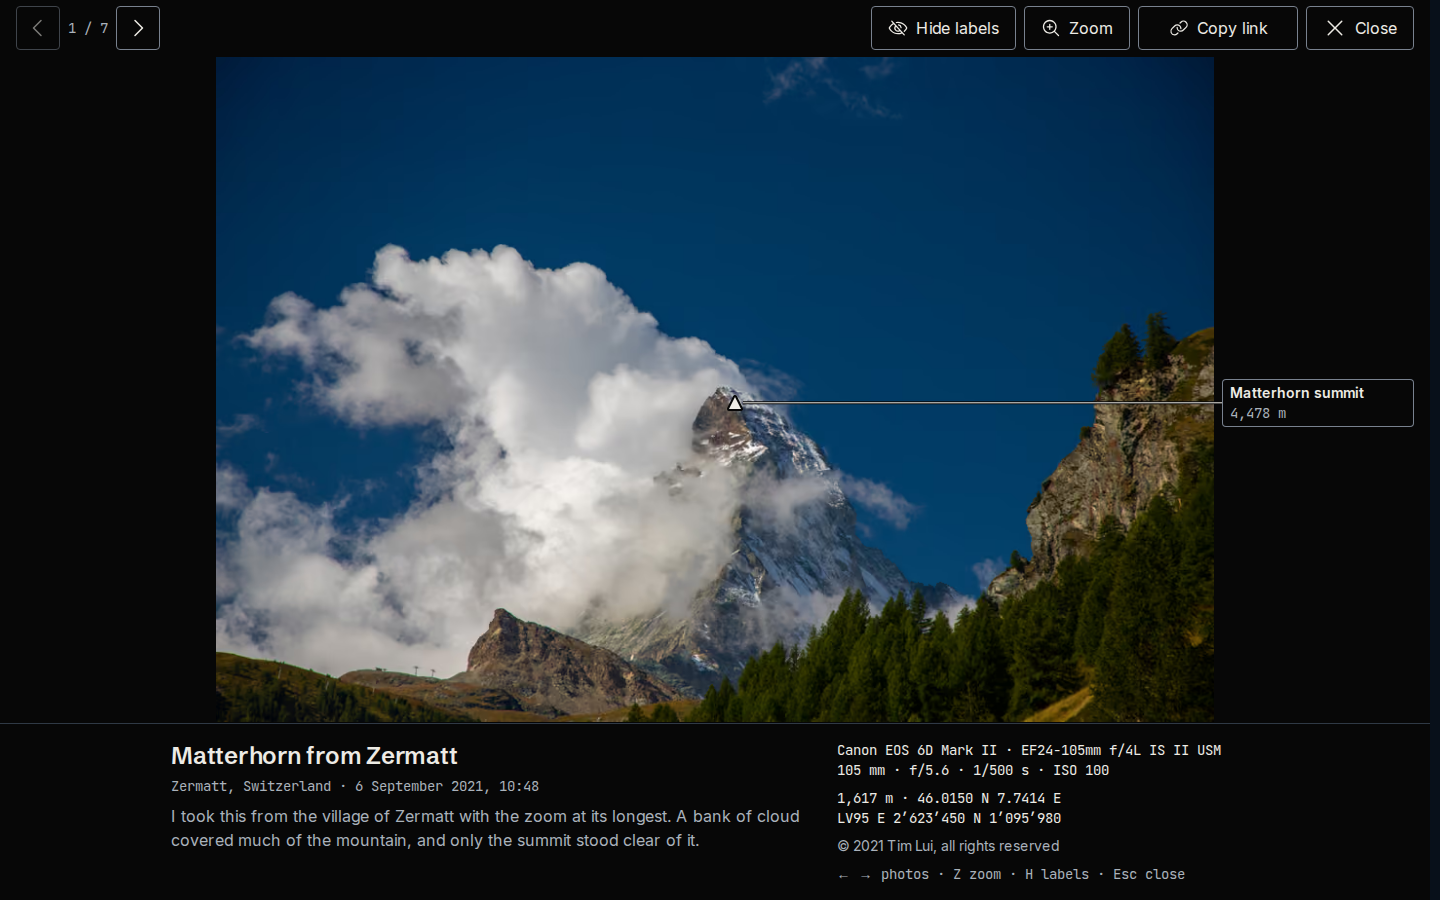 1 / 7
Hide labels
Zoom
Copy link
Close
Matterhorn summit
4,478 m
Matterhorn from Zermatt
Zermatt, Switzerland · 6 September 2021, 10:48
I took this from the village of Zermatt with the zoom at its longest. A bank of cloud
covered much of the mountain, and only the summit stood clear of it.
Canon EOS 6D Mark II · EF24-105mm f/4L IS II USM
105 mm · f/5.6 · 1/500 s · ISO 100
1,617 m · 46.0150 N 7.7414 E
LV95 E 2’623’450 N 1’095’980
© 2021 Tim Lui, all rights reserved
← → photos · Z zoom · H labels · Esc close